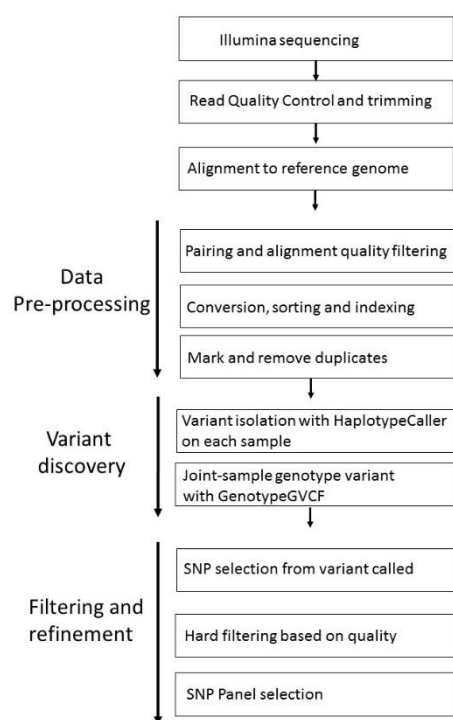 Illumina sequencing
Read Quality Control and trimming
Alignment to reference genome
Data
Pre-processing
Pairing and alignment quality filtering
Conversion, sorting and indexing
Mark and remove duplicates
Variant
discovery
Variant isolation with HaplotypeCaller
on each sample
Joint-sample genotype variant
with GenotypeGVCF
Filtering and
refinement
SNP selection from variant called
Hard filtering based on quality
SNP Panel selection